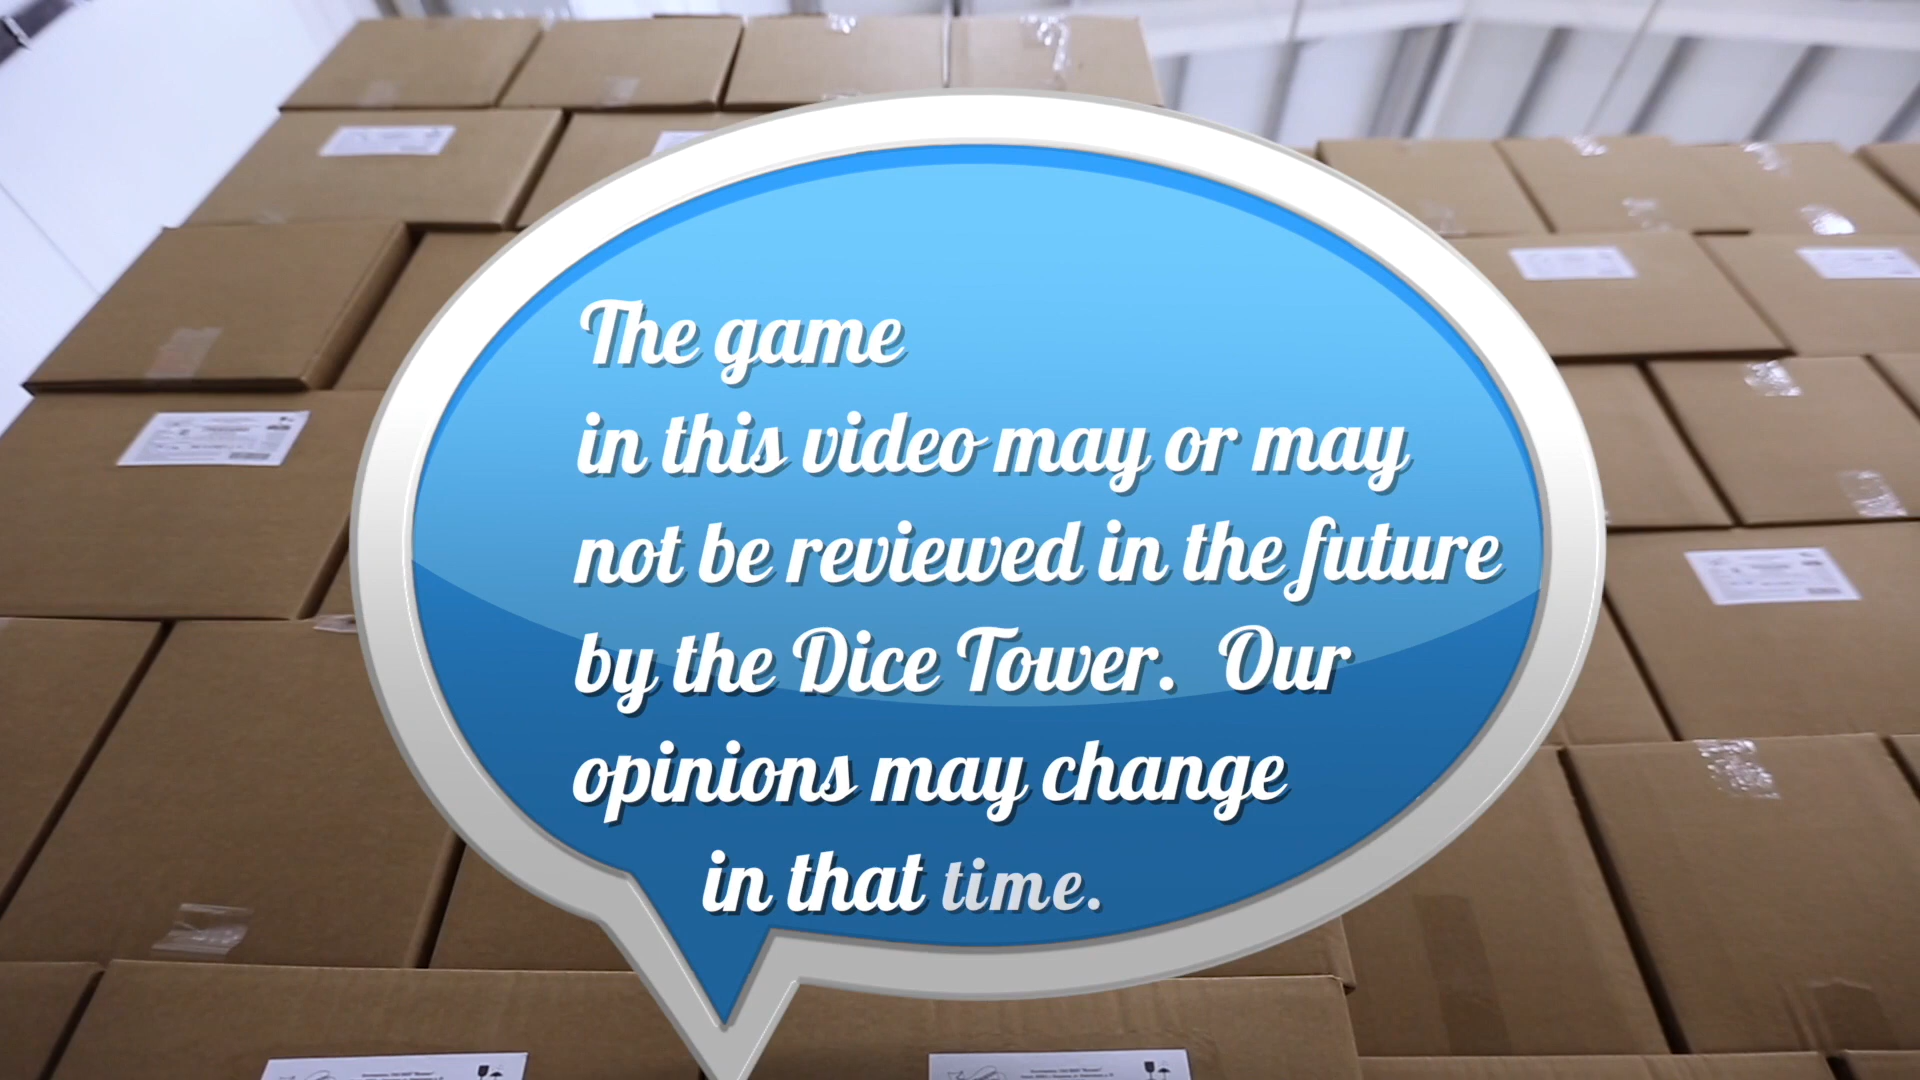 The game
in this video may or may
not be reviewed in the future
by the Dice Tower. Our
opinions may change
in that time.